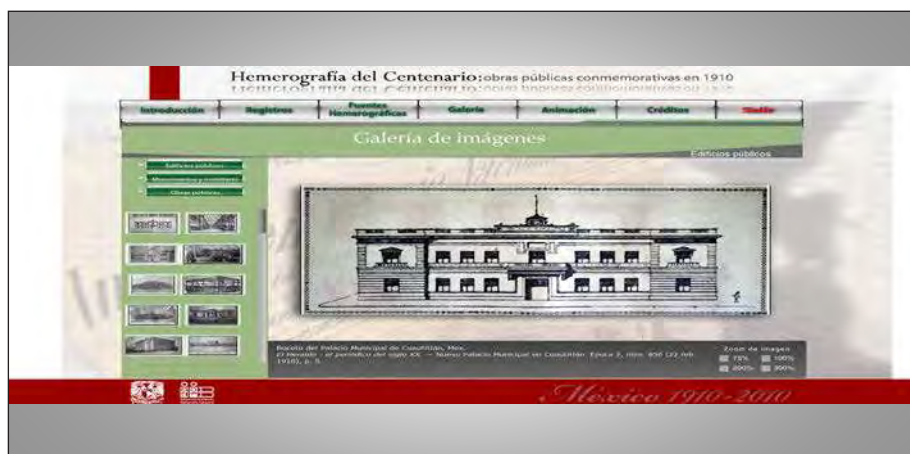 Hemerografía del Centenario: obras públicas conmemorativas en 1910
Introducción
Registros
Fuentes
Hemerográficas
Galería
Animación
Créditos
Galería de imágenes
Edificios públicos
Edificios públicos
Obras públicas
Boceto del Palacio Municipal de Cuautitlán, Mex.
El Heraldo : el periódico del siglo XX. — Nuevo Palacio Municipal en Cuautitlán. Época 2, núm. 856 (22 feb.
1910), p. 5.
Zoom de imagen
75% 100%
200% 300%
México 1910-2010